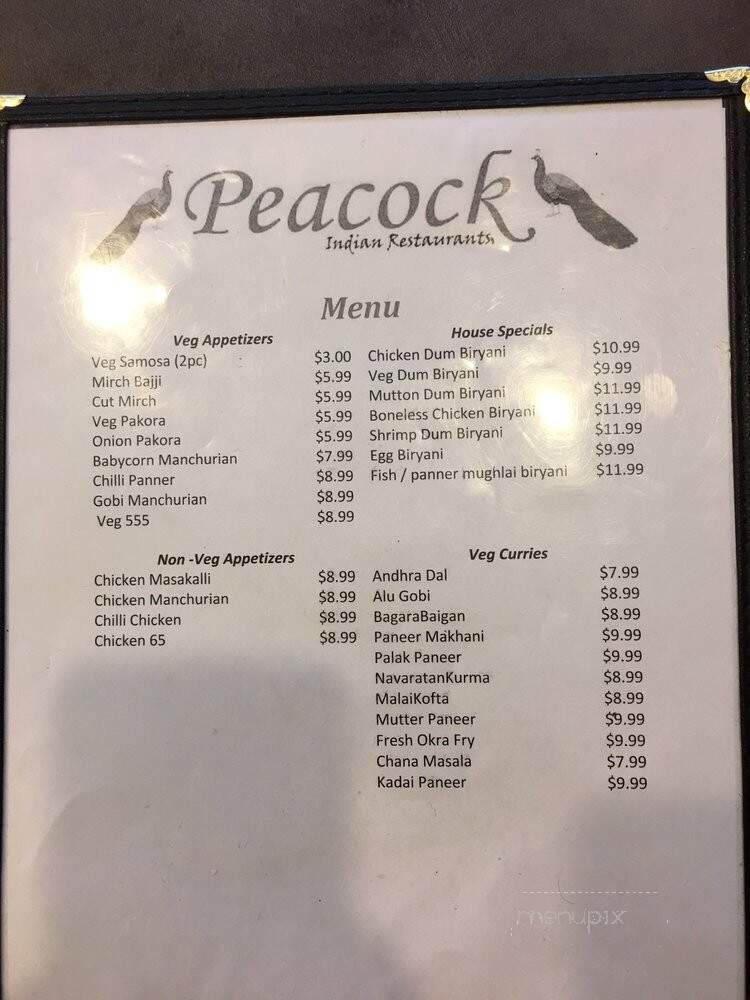 Peacock
Indian Restaurants
Menu
Veg Appetizers
Veg Samosa (2pc) : $3.00
Mirch Bajji $5.99
Cut Mirch $5.99
Veg Pakora $5.99
Onion Pakora $5.99
Babycorn Manchurian $7.99
Chilli Panner $8.99
Gobi Manchurian $8.99
Veg 555 $8.99
House Specials
Chicken Dum Biryani $10.99
Veg Dum Biryani $9.99
Mutton Dum Biryani $11.99
Boneless Chicken Biryani $11.99
Shrimp Dum Biryani $11.99
Egg Biryani $9.99
Fish / panner mughlai biryani $11.99
Non -Veg Appetizers
Chicken Masakalli $8.99
Chicken Manchurian $8.99
Chilli Chicken $8.99
Chicken 65 $8.99
Veg Curries
Andhra Dal $7.99
Alu Gobi $8.99
BagaraBaigan $8.99
Paneer Makhani $9.99
Palak Paneer $9.99
NavaratanKurma $8.99
MalaiKofta $8.99
Mutter Paneer $9.99
Fresh Okra Fry $9.99
Chana Masala $7.99
Kadai Paneer $9.99
menupix